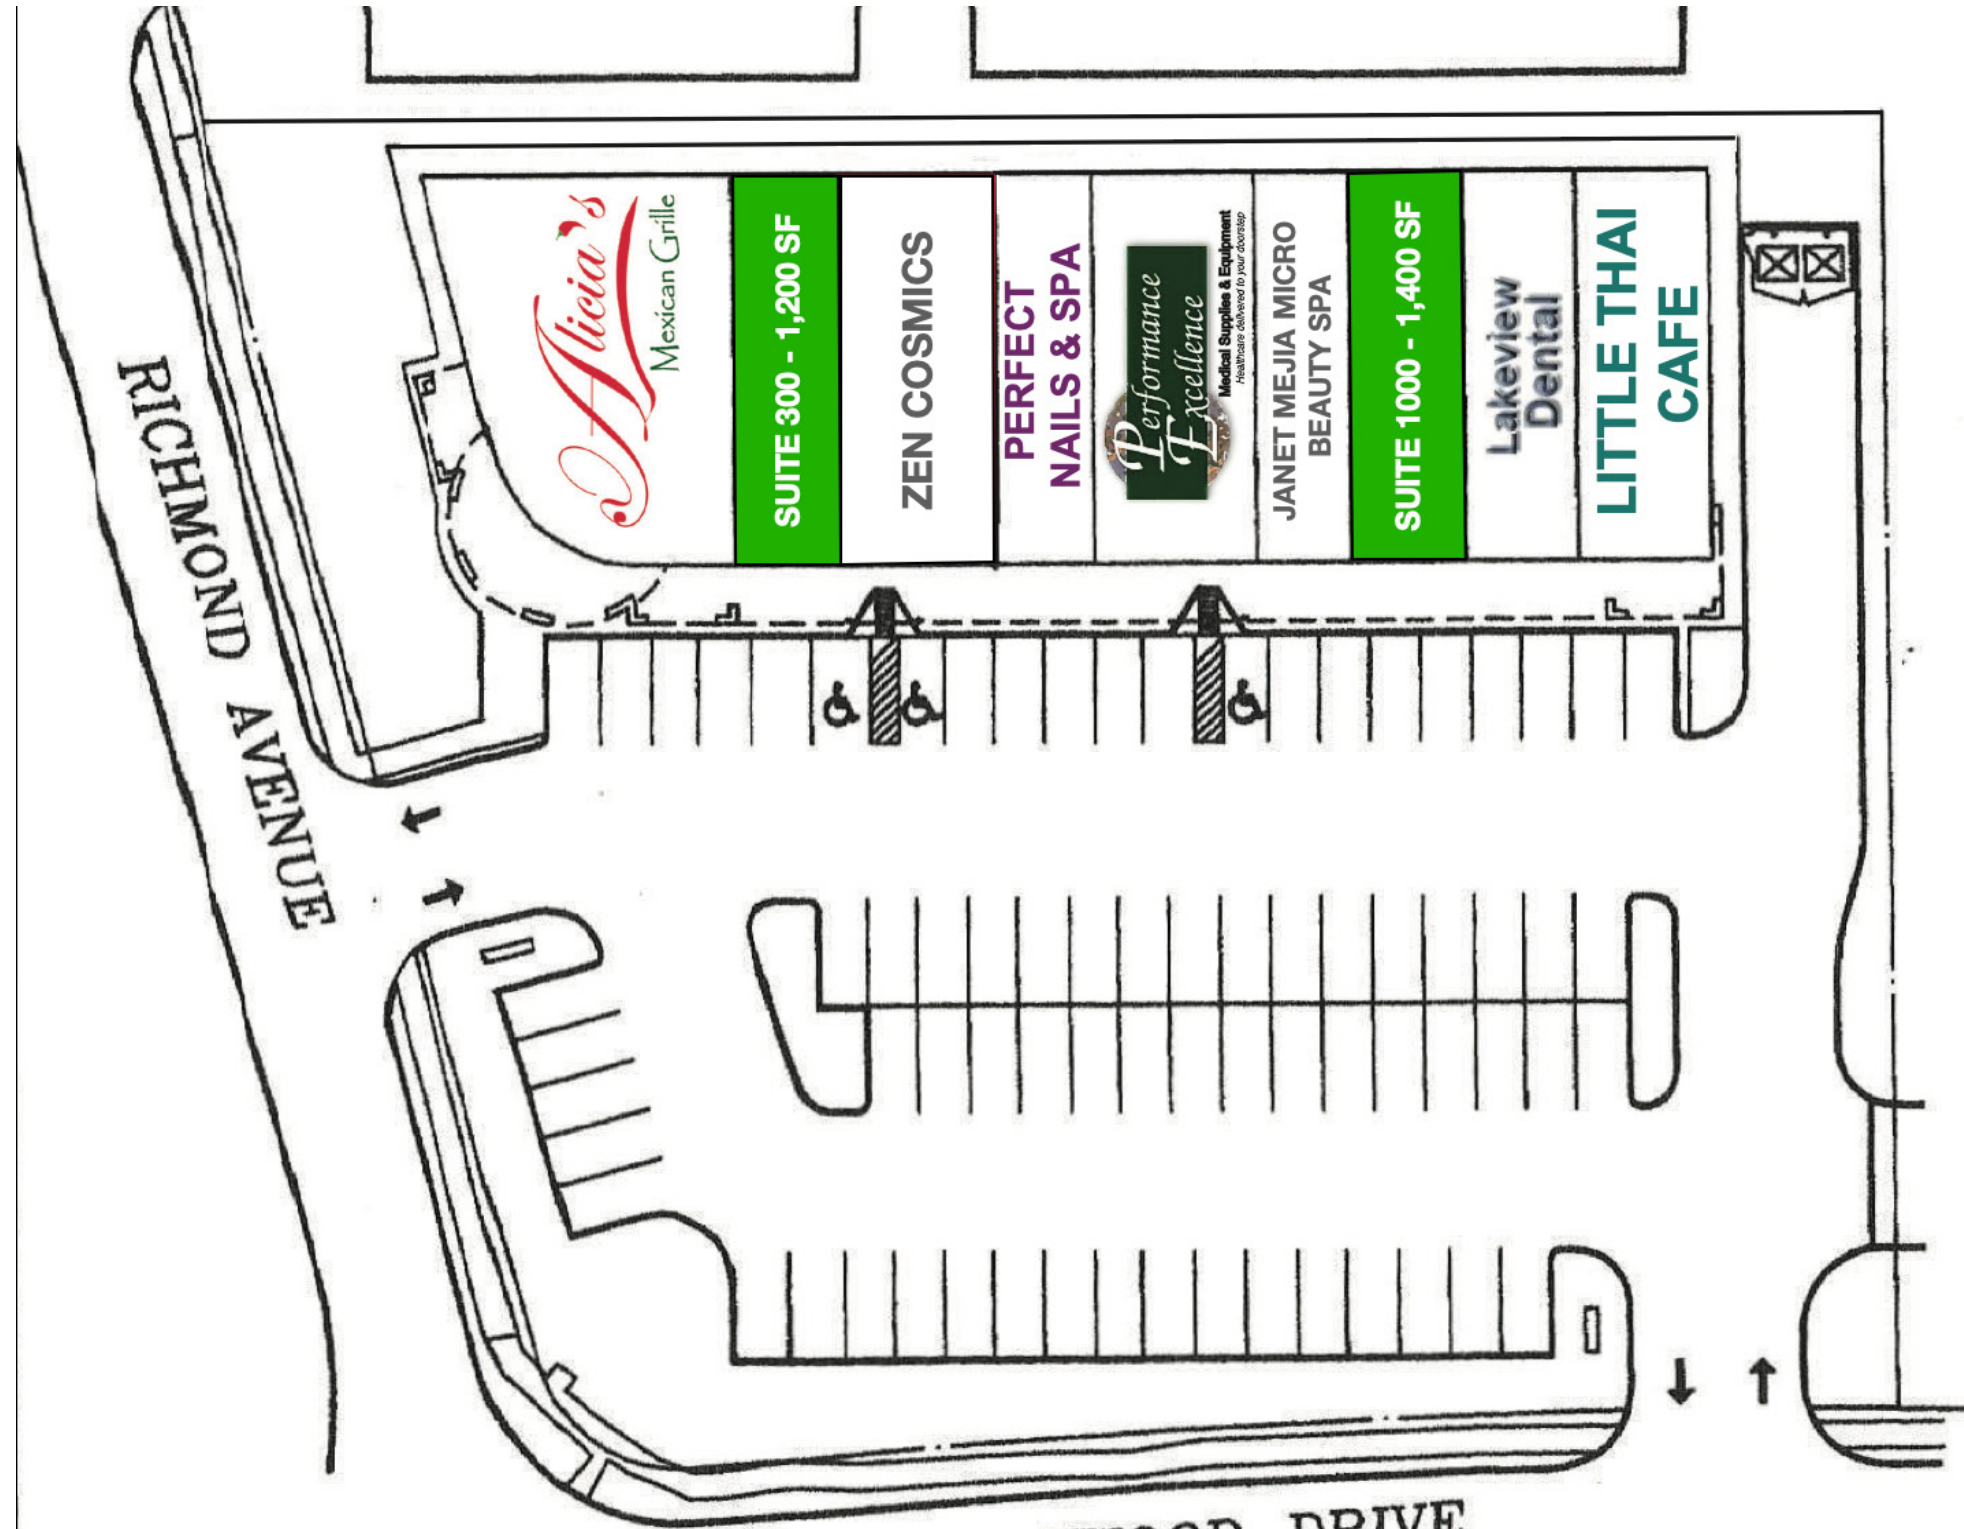 Alicia's
Mexican Grille
SUITE 300 - 1,200 SF
ZEN COSMICS
PERFECT
NAILS & SPA
Performance
Excellence
Medical Supplies & Equipment
Healthcare delivered to your doorstep
JANET MEJIA MICRO
BEAUTY SPA
SUITE 1000 - 1,400 SF
Lakeview
Dental
LITTLE THAI
CAFE
RICHMOND AVENUE
DRIVE